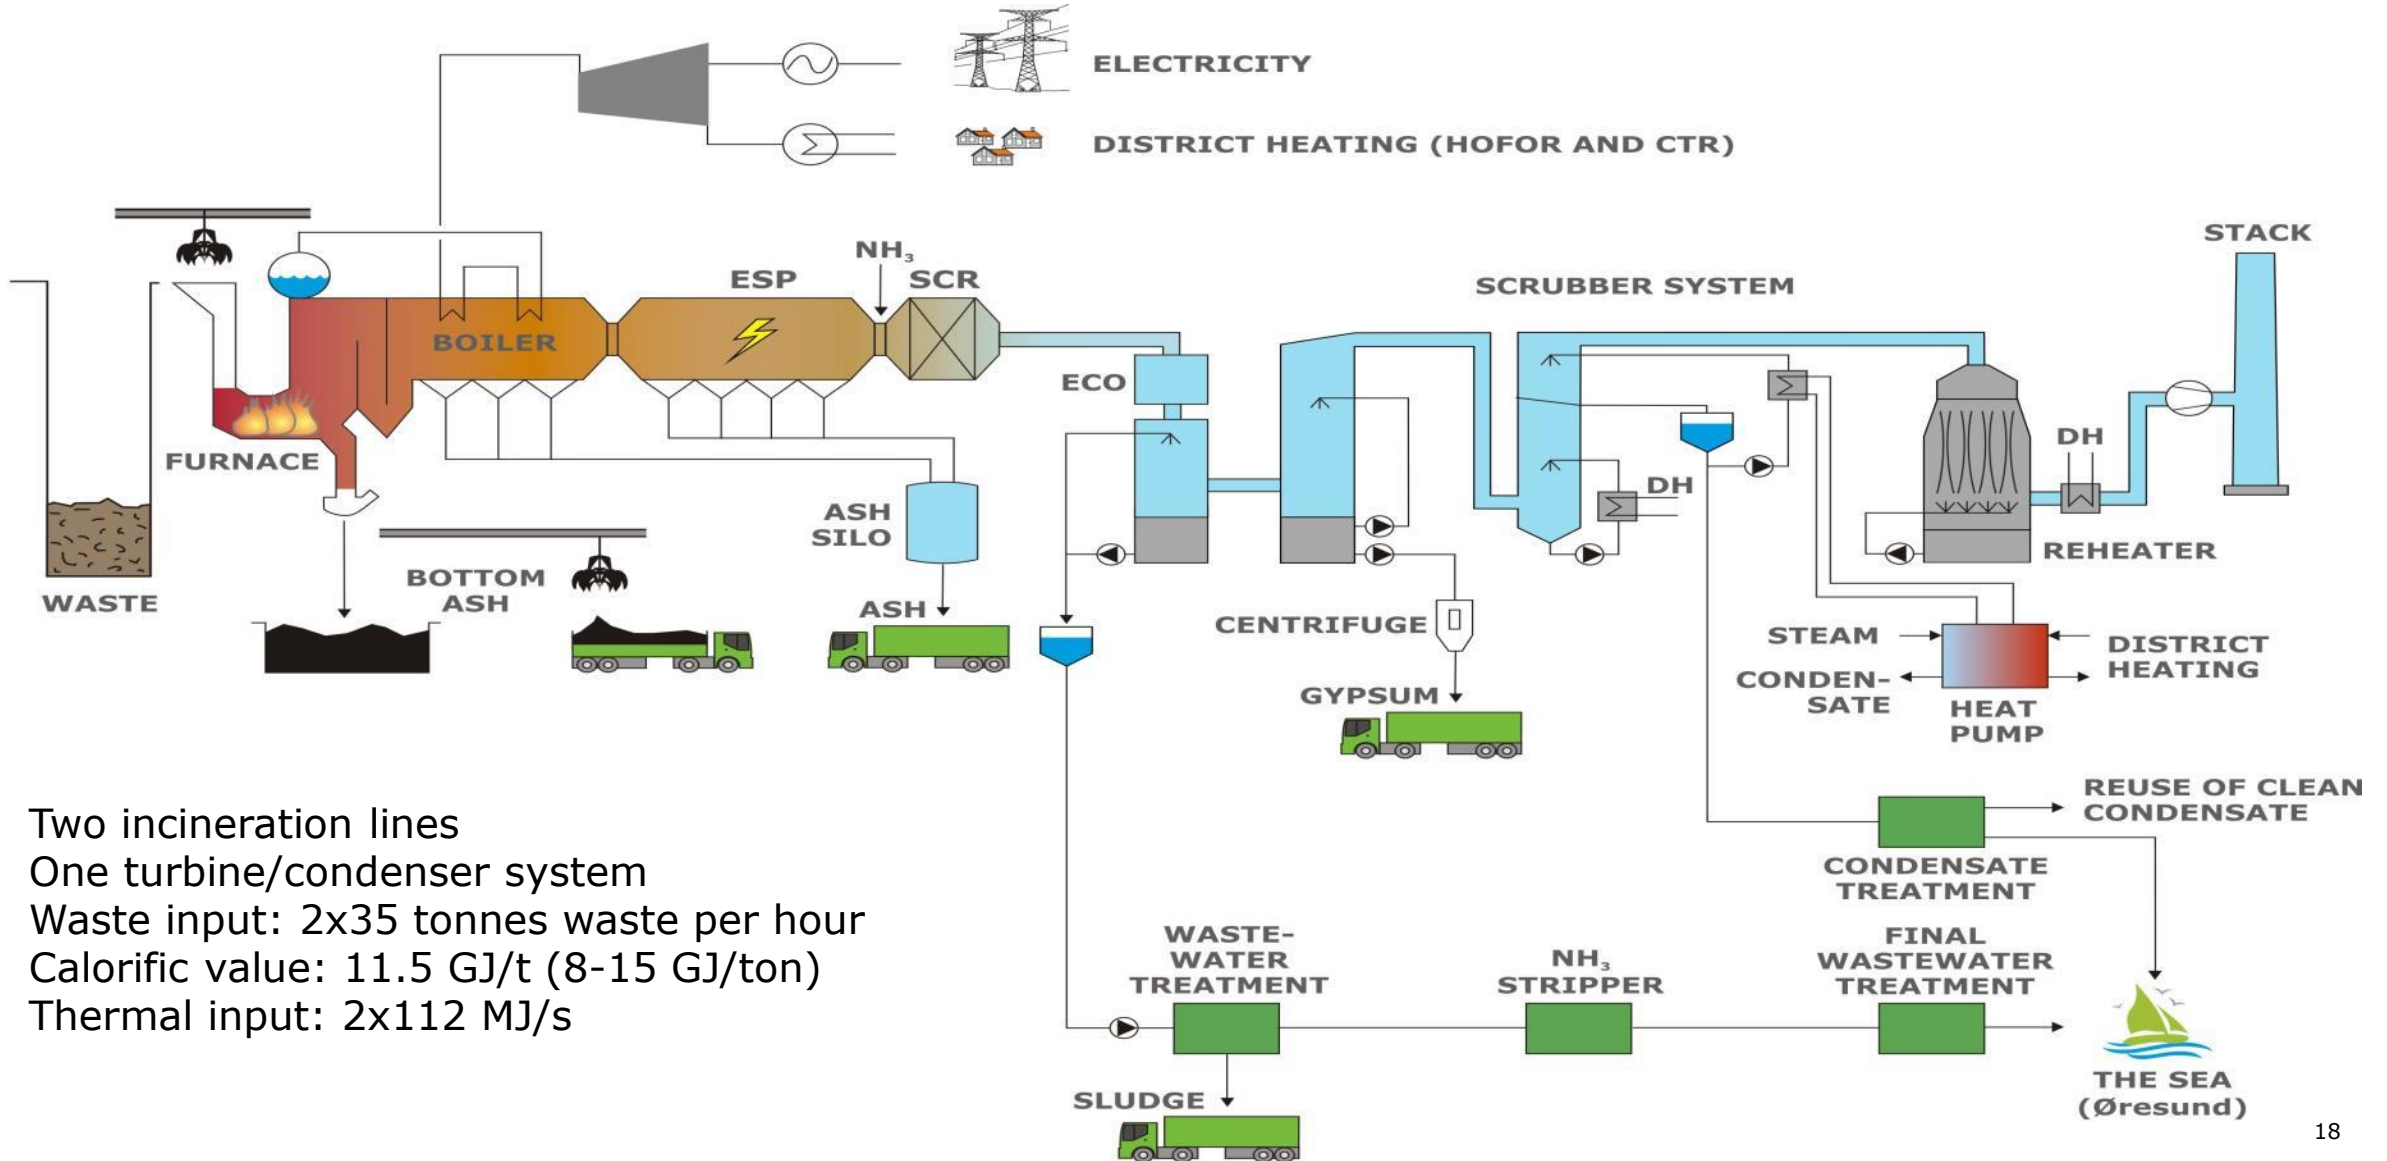 ELECTRICITY
DISTRICT HEATING (HOFOR AND CTR)
STACK
NH₃
ESP
SCR
SCRUBBER SYSTEM
BOILER
ECO
FURNACE
DH
DH
ASH
SILO
REHEATER
BOTTOM
ASH
WASTE
ASH
CENTRIFUGE
STEAM
DISTRICT
HEATING
CONDEN-
SATE
GYPSUM
HEAT
PUMP
REUSE OF CLEAN
CONDENSATE
CONDENSATE
TREATMENT
Two incineration lines
One turbine/condenser system
Waste input: 2x35 tonnes waste per hour
Calorific value: 11.5 GJ/t (8-15 GJ/ton)
Thermal input: 2x112 MJ/s
WASTE-
WATER
TREATMENT
NH₃
STRIPPER
FINAL
WASTEWATER
TREATMENT
SLUDGE
THE SEA
(Øresund)
18